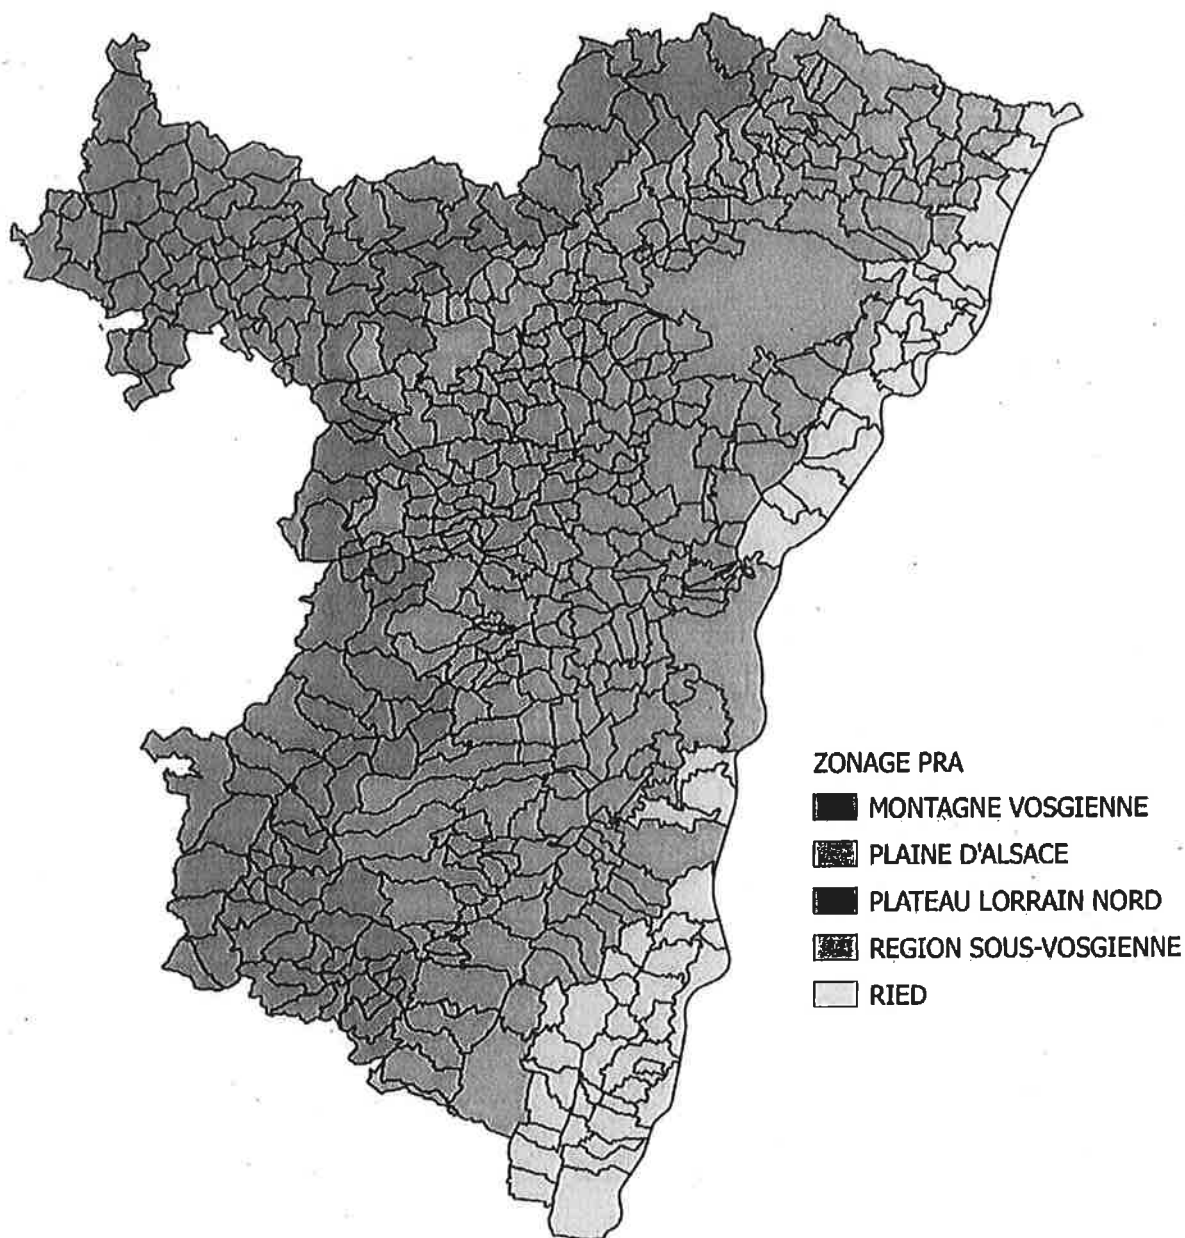 ZONAGE PRA
MONTAGNE VOSGIENNE
PLAINE D'ALSACE
PLATEAU LORRAIN NORD
REGION SOUS-VOSGIENNE
RIED